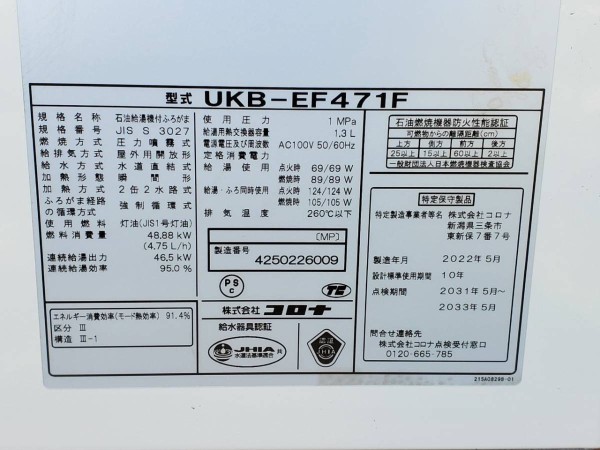 型式 UKB-EF471F
規格名称 石油給湯機付ふろがま
規格番号 JIS S 3027
燃焼方式 圧力噴霧式
給排気方式 屋外用開放形
給水方式 水道直結式
加熱形態 瞬間形
加熱方式 2缶2水路式
ふろがま経路の循環方式 強制循環式
使用燃料 灯油(JIS1号灯油)
燃料消費量 48,88 kW
(4,75 L/h)
連続給湯出力 46,5 kW
連続給湯効率 95.0 %
エネルギー消費効率(モード熱効率) 91.4%
区分 Ⅲ
構造 Ⅱ-1
使用圧力 1 MPa
給湯用熱交換器容量 1.3 L
電源電圧及び周波数 AC100V 50/60Hz
定格消費電力
給湯使用 点火時 69/69 W
燃焼時 89/89 W
給湯・ふろ同時使用 点火時 124/124 W
燃焼時 105/105 W
排気温度 260℃以下
(MP)
製造番号
4250226009
PS
C
株式会社 コロナ
給水器具認証
JHIA
水道法基準適合
認証
JHIA
石油燃焼機器防火性能認証
可燃物からの離隔距離(cm)
上方 側方 前方 後方
25以上 15以上 60以上 2以上
一般財団法人日本燃焼機器検査協会
特定保守製品
特定製造事業者等名 株式会社コロナ
新潟県三条市
東新保7番7号
製造年月 2022年5月
設計標準使用期間 10年
点検期間 2031年5月~
2033年5月
問合せ連絡先
株式会社コロナ点検受付窓口
0120-665-785
215A08298-01